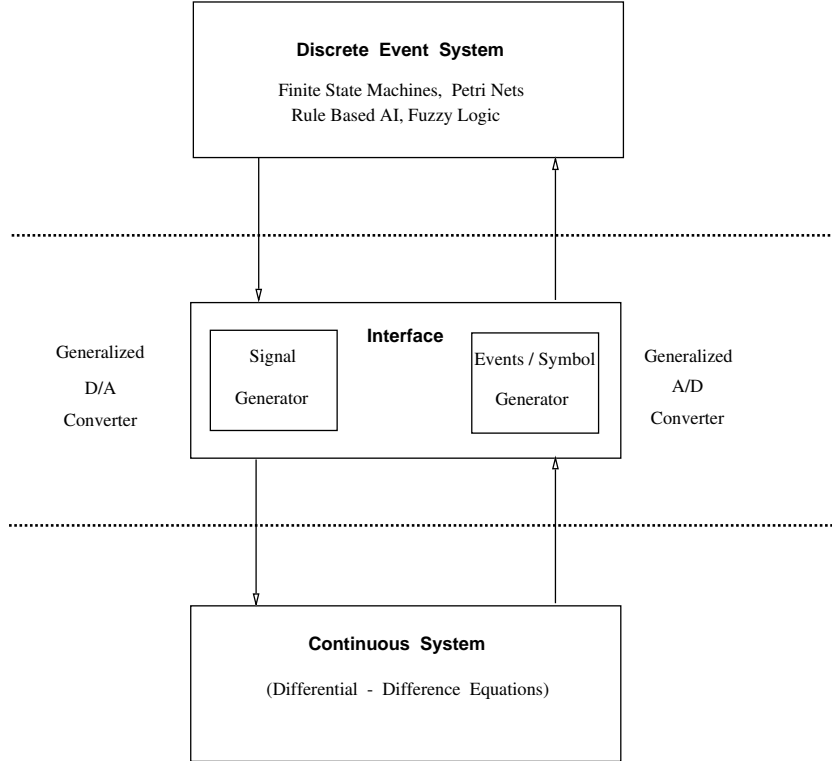 Discrete Event System
Finite State Machines, Petri Nets
Rule Based AI, Fuzzy Logic
Interface
Generalized
D/A
Converter
Signal
Generator
Events / Symbol
Generator
Generalized
A/D
Converter
Continuous System
(Differential - Difference Equations)